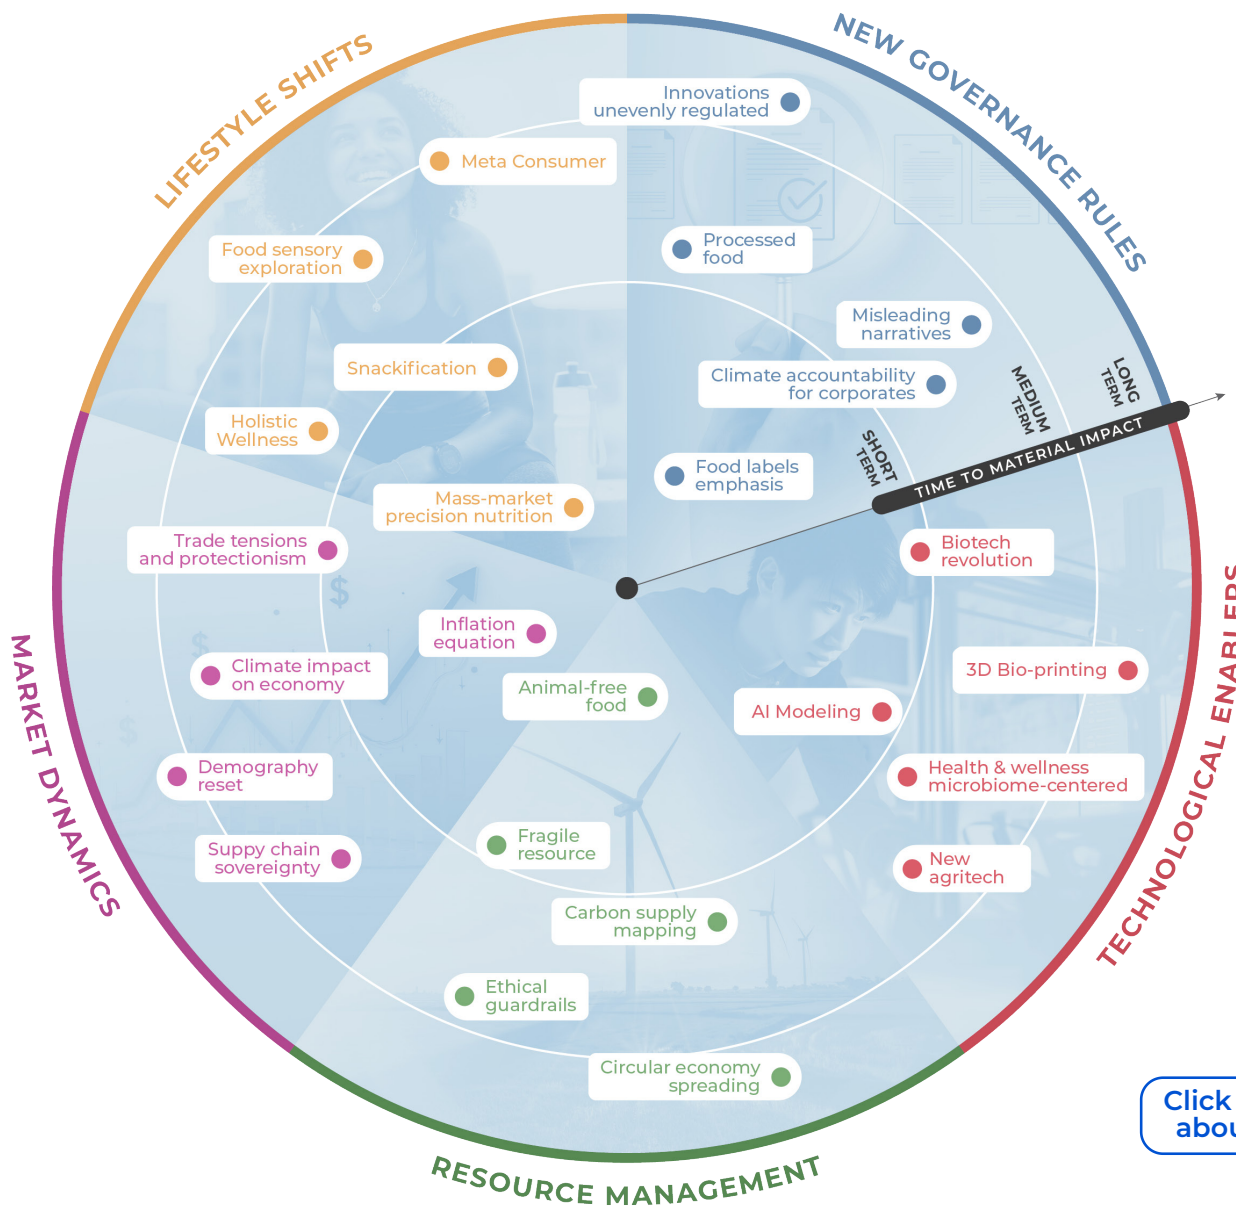 LIFESTYLE SHIFTS
NEW GOVERNANCE RULES
Innovations
unevenly regulated
Meta Consumer
Processed
food
Food sensory
exploration
Misleading
narratives
Snackification
Climate accountability
for corporates
LONG
TERM
MEDIUM
TERM
SHORT
TERM
TIME TO MATERIAL IMPACT
Holistic
Wellness
Food labels
emphasis
Mass-market
precision nutrition
Trade tensions
and protectionism
$
$
$
Biotech
revolution
Inflation
equation
Climate impact
on economy
Animal-free
food
3D Bio-printing
AI Modeling
MARKET DYNAMICS
TECHNOLOGICAL ENABLERS
Demography
reset
Health & wellness
microbiome-centered
Suppy chain
sovereignty
Fragile
resource
New
agritech
Carbon supply
mapping
Ethical
guardrails
Circular economy
spreading
RESOURCE MANAGEMENT
Click